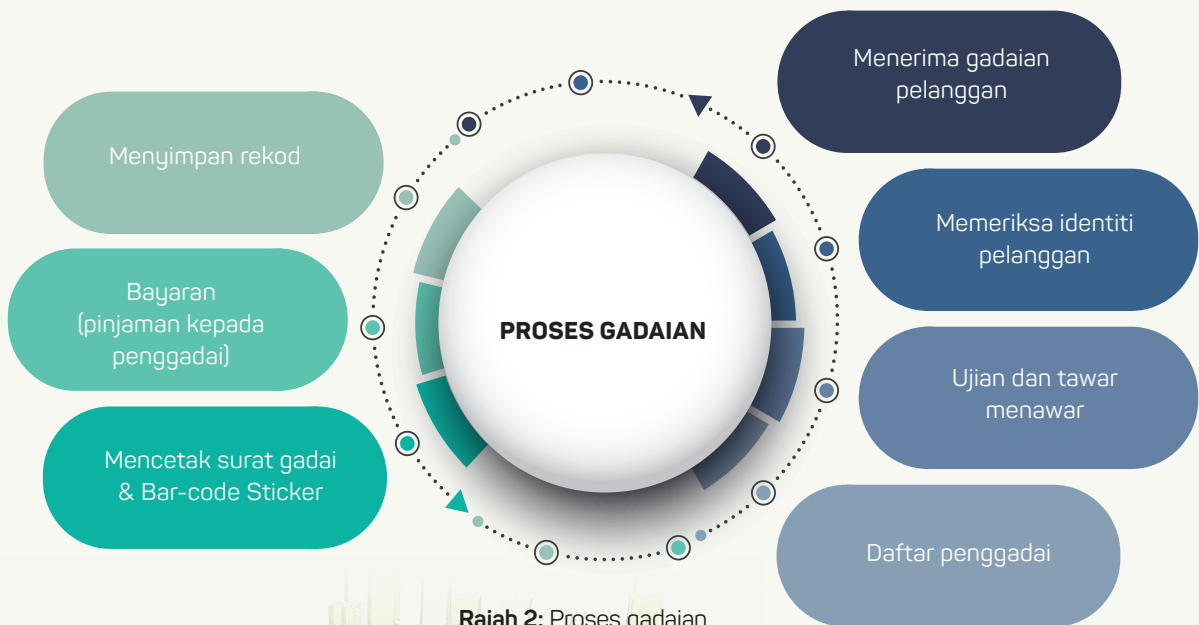 Menerima gadaian
pelanggan
Memeriksa identiti
pelanggan
Ujian dan tawar
menawar
Daftar penggadai
Mencetak surat gadai
& Bar-code Sticker
Bayaran
(pinjaman kepada
penggadai)
Menyimpan rekod
PROSES GADAIAN
Rajah 2: Proses gadaian